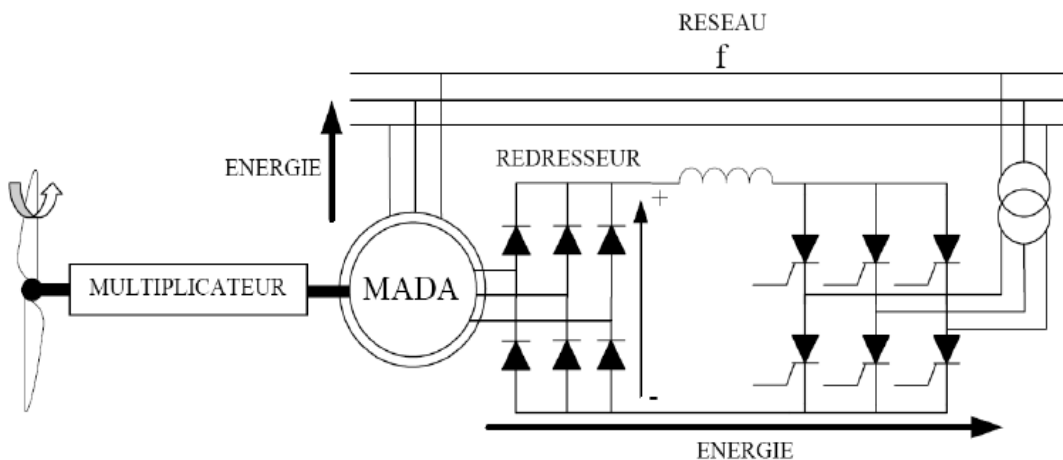 RESEAU
f
ENERGIE
REDRESSEUR
+
MULTIPLICATEUR
MADA
-
ENERGIE